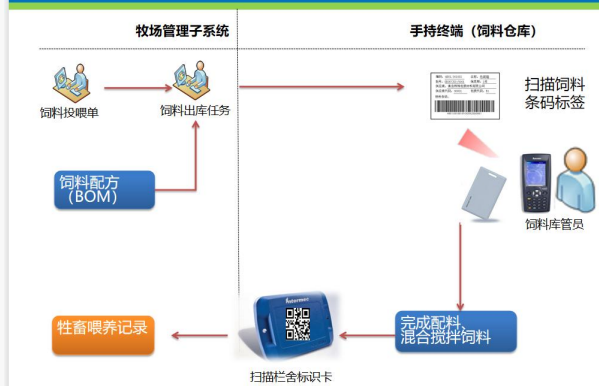 牧场管理子系统
手持终端（饲料仓库）
饲料投喂单
饲料出库任务
扫描饲料
条码标签
饲料配方
（BOM）
饲料库管员
牲畜喂养记录
Intermec
完成配料、
混合搅拌饲料
扫描栏舍标识卡